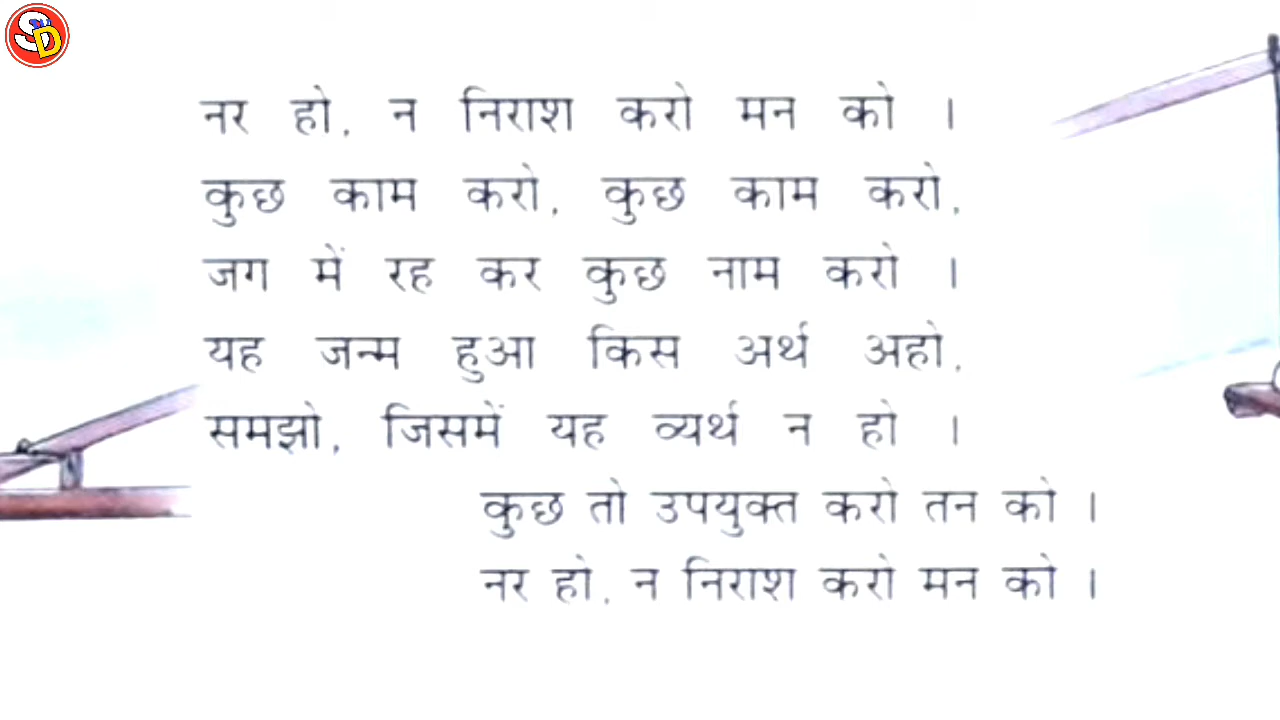 SD
नर हो, न निराश करो मन को ।
कुछ काम करो, कुछ काम करो,
जग में रह कर कुछ नाम करो ।
यह जन्म हुआ किस अर्थ अहो,
समझो, जिसमें यह व्यर्थ न हो ।
कुछ तो उपयुक्त करो तन को ।
नर हो, न निराश करो मन को ।